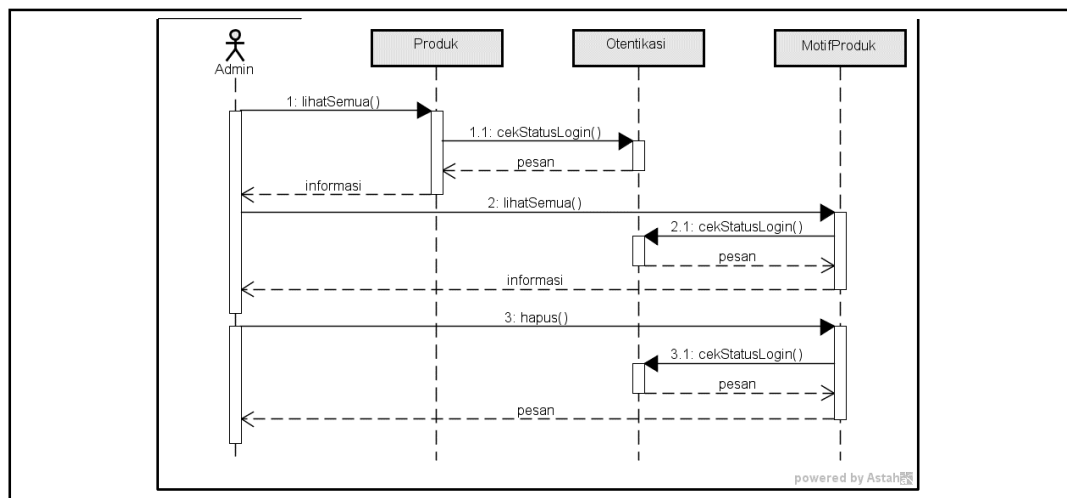 Produk
Otentikasi
MotifProduk
Admin
1: lihatSemua()
1.1: cekStatusLogin()
pesan
informasi
2: lihatSemua()
2.1: cekStatusLogin()
pesan
informasi
3: hapus()
3.1: cekStatusLogin()
pesan
pesan
powered by Astah